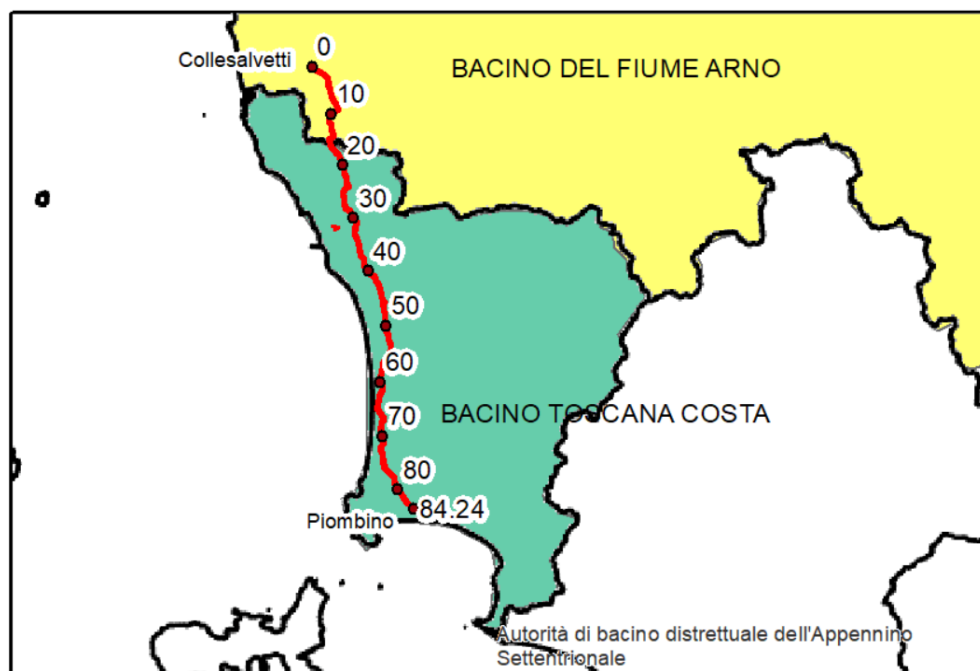 0
Collesalvetti
BACINO DEL FIUME ARNO
10
20
30
40
50
60
70
BACINO TOSCANA COSTA
80
84.24
Piombino
Autorità di bacino distrettuale dell'Appennino
Settentrionale